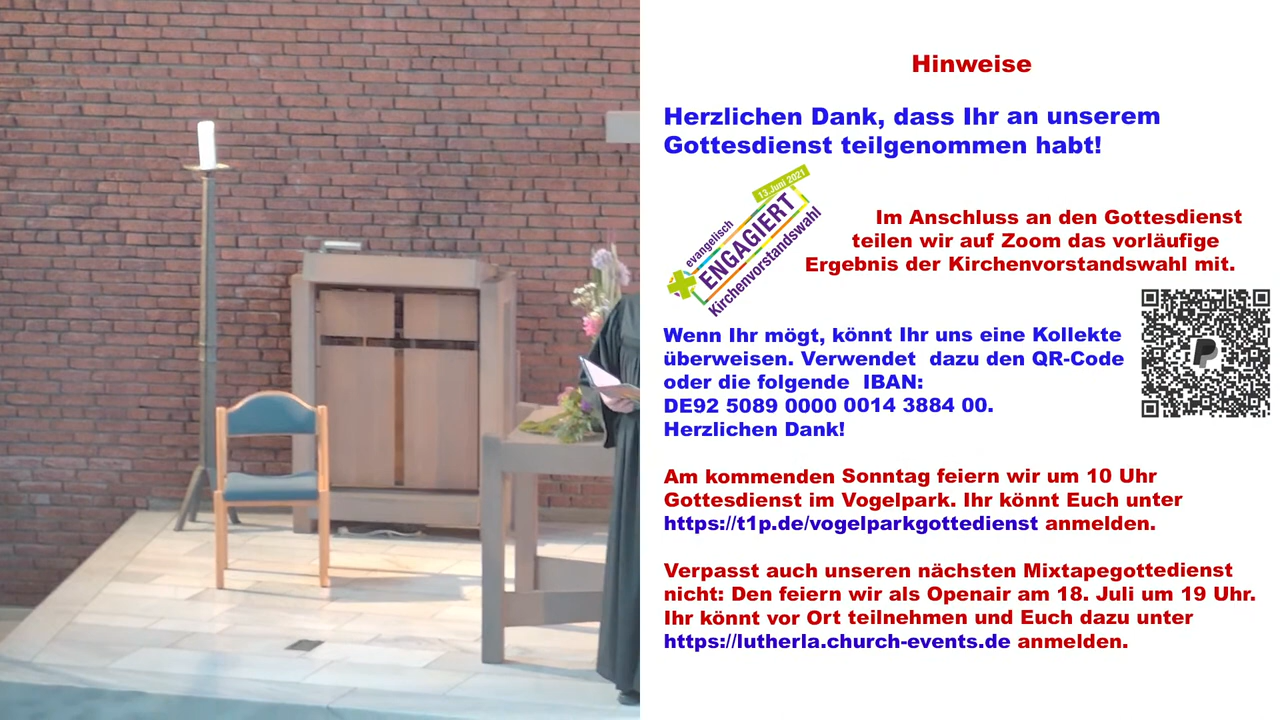 Hinweise
Herzlichen Dank, dass Ihr an unserem
Gottesdienst teilgenommen habt!
13.Juni 2021
evangelisch
ENGAGIERT
Kirchenvorstandswahl
Im Anschluss an den Gottesdienst
teilen wir auf Zoom das vorläufige
Ergebnis der Kirchenvorstandswahl mit.
Wenn Ihr mögt, könnt Ihr uns eine Kollekte
überweisen. Verwendet dazu den QR-Code
oder die folgende IBAN:
DE92 5089 0000 0014 3884 00.
Herzlichen Dank!
Am kommenden Sonntag feiern wir um 10 Uhr
Gottesdienst im Vogelpark. Ihr könnt Euch unter
https://t1p.de/vogelparkgottedienst anmelden.
Verpasst auch unseren nächsten Mixtapegottedienst
nicht: Den feiern wir als Openair am 18. Juli um 19 Uhr.
Ihr könnt vor Ort teilnehmen und Euch dazu unter
https://lutherla.church-events.de anmelden.